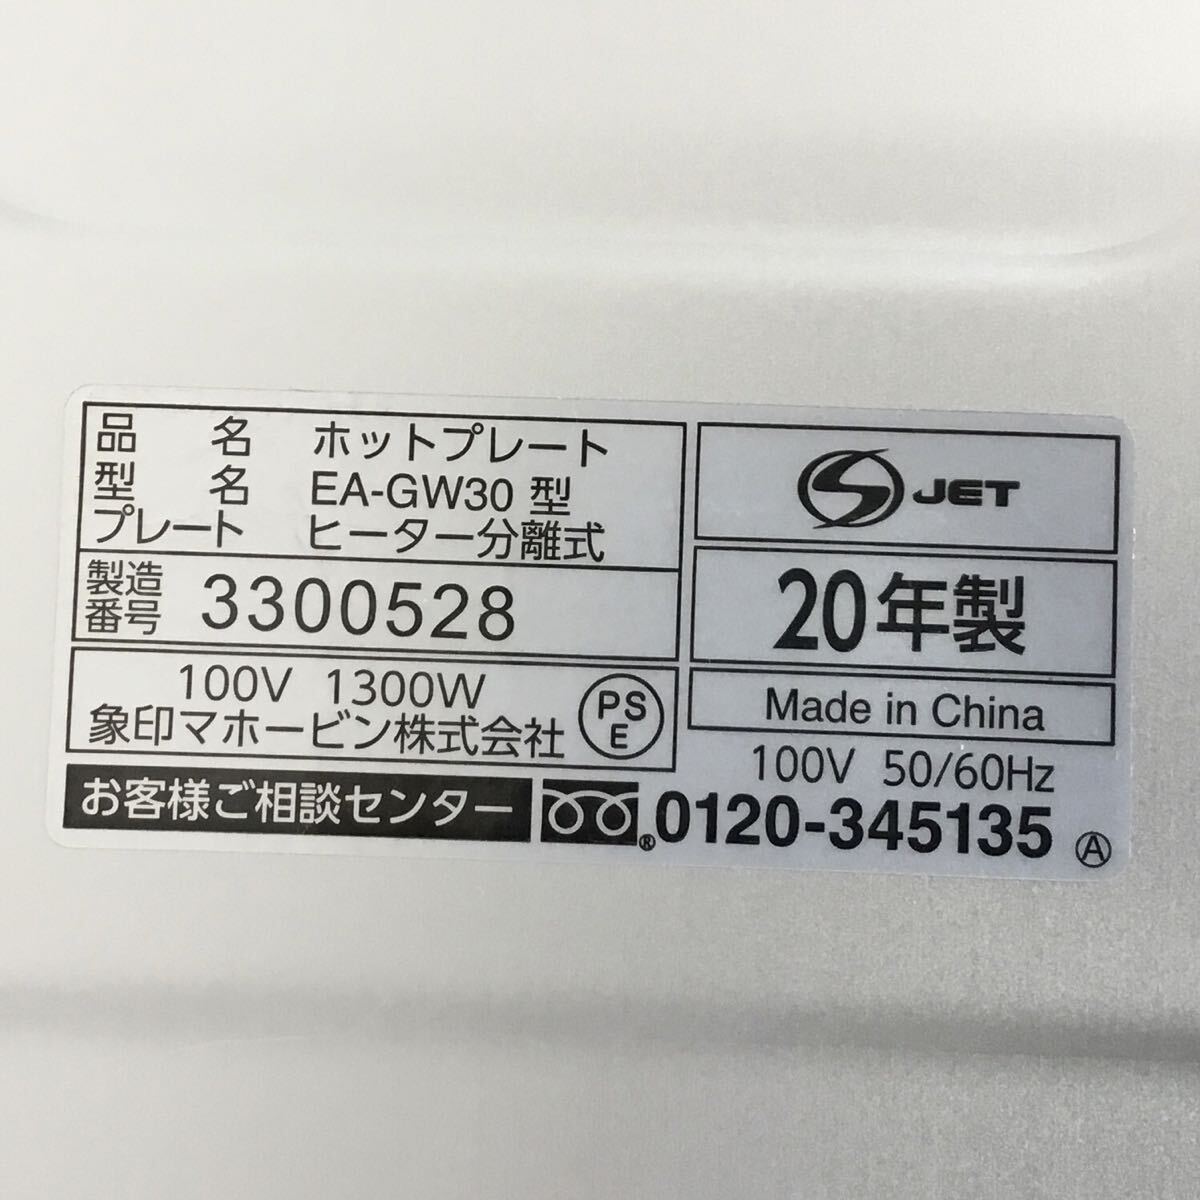 品名 ホットプレート
型名 EA-GW30 型
プレート ヒーター分離式
製造番号 3300528
100V 1300W
象印マホービン株式会社
PSE
S JET
20年製
Made in China
100V 50/60Hz
お客様ご相談センター ®0120-345135 Ⓐ